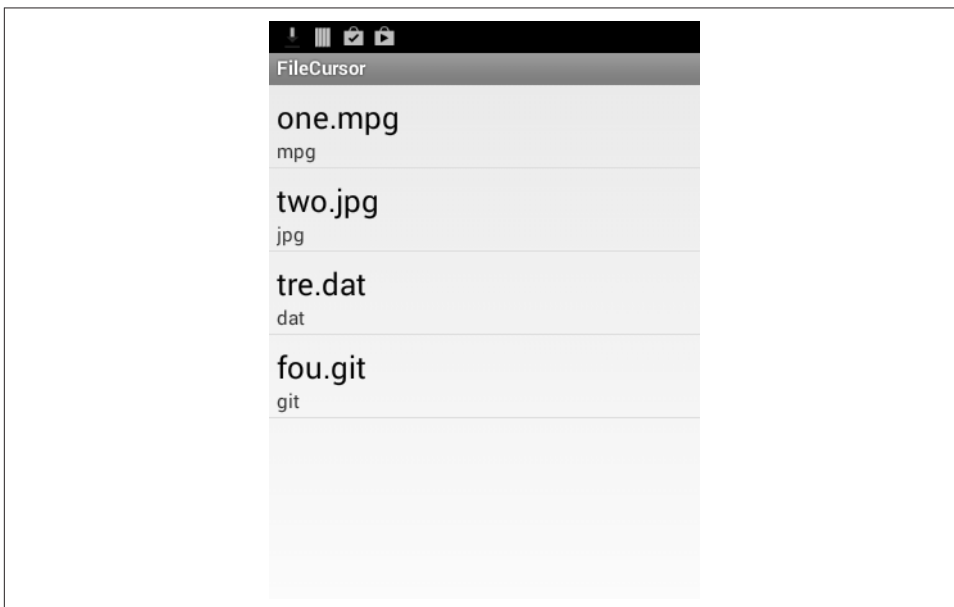 FileCursor
one.mpg
mpg
two.jpg
jpg
tre.dat
dat
fou.git
git